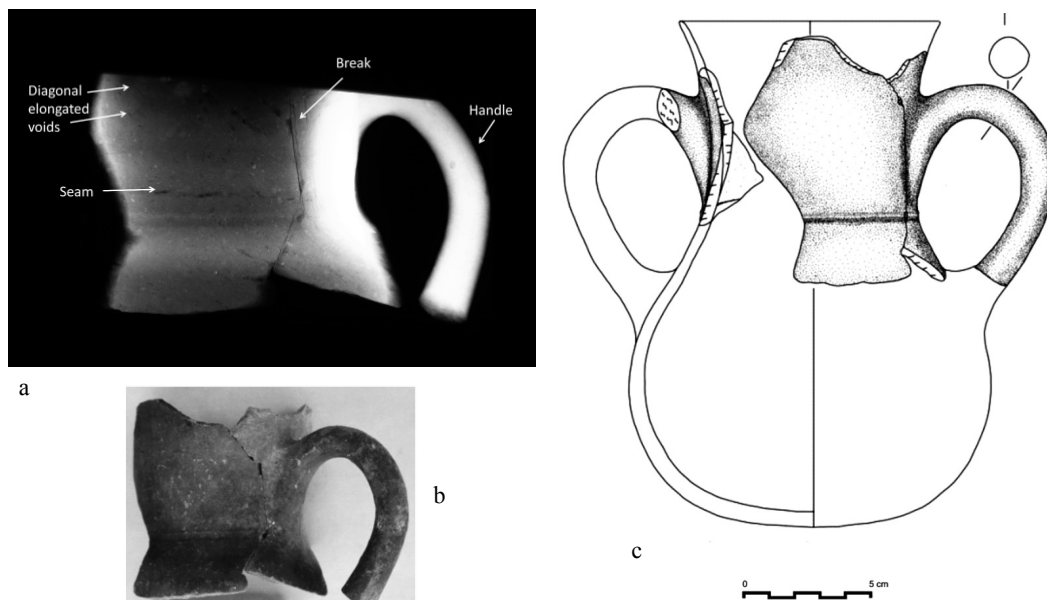 Diagonal
elongated
voids
Break
Handle
Seam
a
b
c
0 5 cm